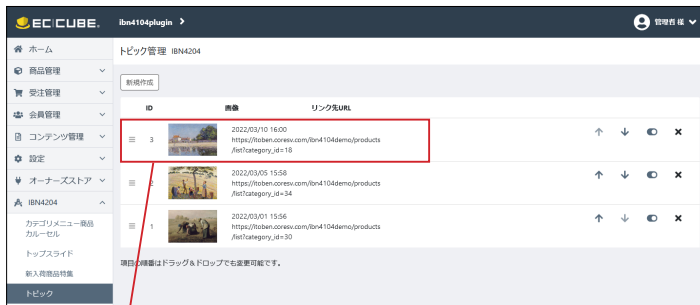 EC CUBE.
ibn4104plugin
管理者 様
ホーム
商品管理
受注管理
会員管理
コンテンツ管理
設定
オーナーズストア
IBN4204
カテゴリメニュー商品
カルーセル
トップスライド
新入荷商品特集
トピック
トピック管理 IBN4204
新規作成
ID 画像 リンク先URL
3 2022/03/10 16:00
https://itoben.coresv.com/ibn4104demo/products
/list?category_id=18
2 2022/03/05 15:58
https://itoben.coresv.com/ibn4104demo/products
/list?category_id=34
1 2022/03/01 15:56
https://itoben.coresv.com/ibn4104demo/products
/list?category_id=30
項目の順番はドラッグ&ドロップでも変更可能です。